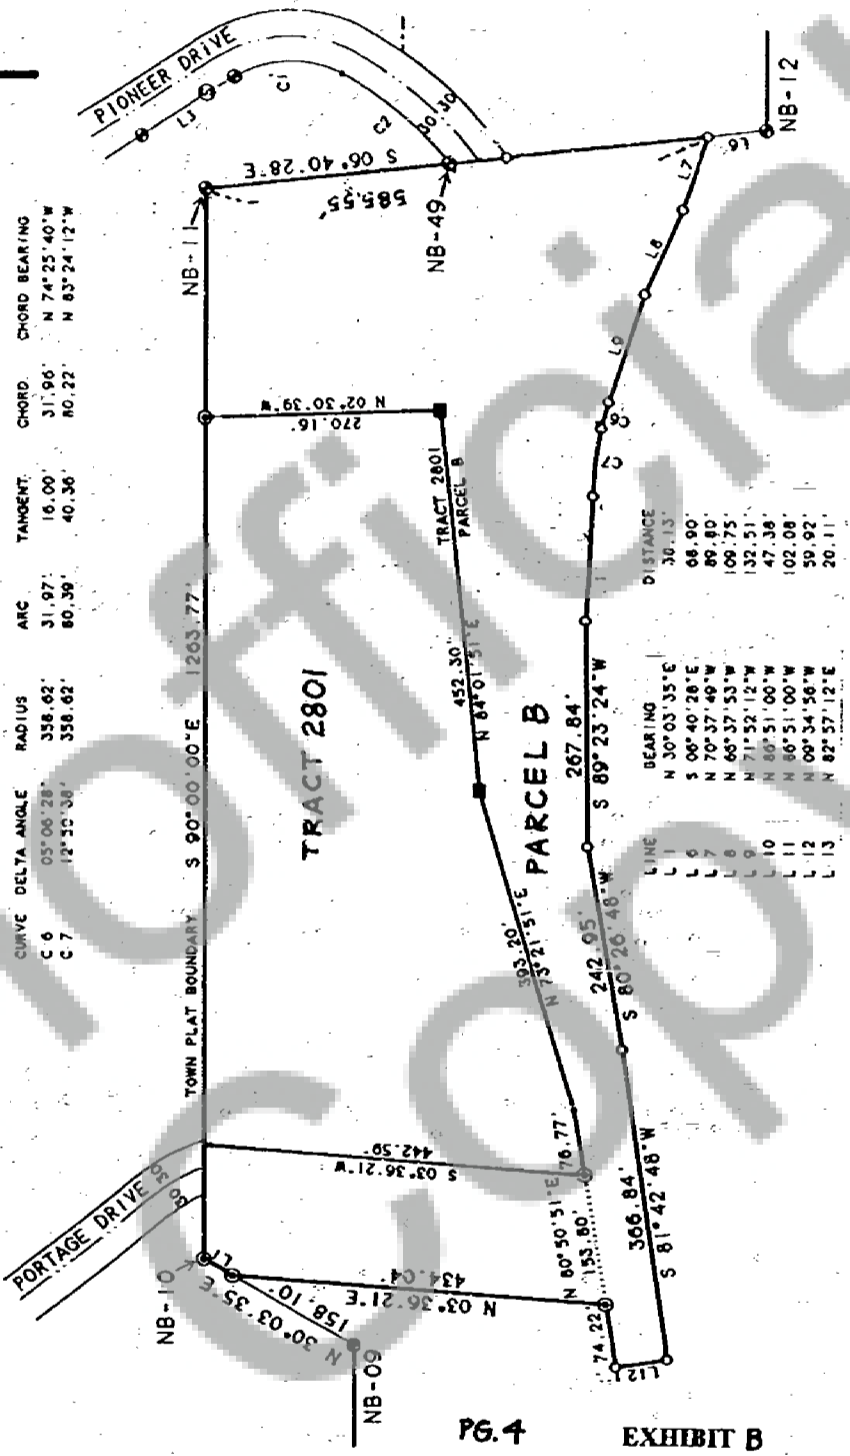 CURVE DELTA ANGLE RADIUS ARC TANGENT. CHORD. CHORD BEARING
C 6 05° 06' 28" 358.62' 31.97' 16.00' 31.96' N 74° 25' 40" W
C 7 358.62' 80.39' 40.36' 80.22' N 83° 24' 12" W
PORTAGE DRIVE
30 30
PIONEER DRIVE
L3
C1
C2
30 30
NB-10
L1
TOWN PLAT BOUNDARY S 90° 00' 00" E 1263.77'
NB-11
S 06° 40' 28" E
585.55'
NB-49
N 30° 03' 35" E
158.10'
NB-09
N 03° 36' 21" E
434.04'
S 03° 36' 21" W
442.59'
TRACT 2801
N 02° 30' 39" W
270.16'
TRACT 2801
PARCEL B
452.30'
N 84° 01' 51" E
393.20'
N 73° 21' 51" E
N 80° 50' 51" E 76.77'
153.80'
74.22'
L12
PARCEL B
366.84'
S 81° 42' 48" W
242.95'
S 80° 26' 48" W
267.84'
S 89° 23' 24" W
C7
C6
L9
L8
L7
L6
NB-12
LINE BEARING DISTANCE
L 1 N 30° 03' 35" E 30.13'
L 6 S 06° 40' 28" E 68.90'
L 7 N 70° 37' 49" W 89.80'
L 8 N 66° 37' 53" W 109.75'
L 9 N 71° 52' 12" W 132.51'
L 10 N 86° 51' 00" W 47.38'
L 11 N 86° 51' 00" W 102.08'
L 12 N 09° 34' 56" W 59.92'
L 13 N 82° 57' 12" E 20.11'
PG. 4
EXHIBIT B
Unofficial
Copy